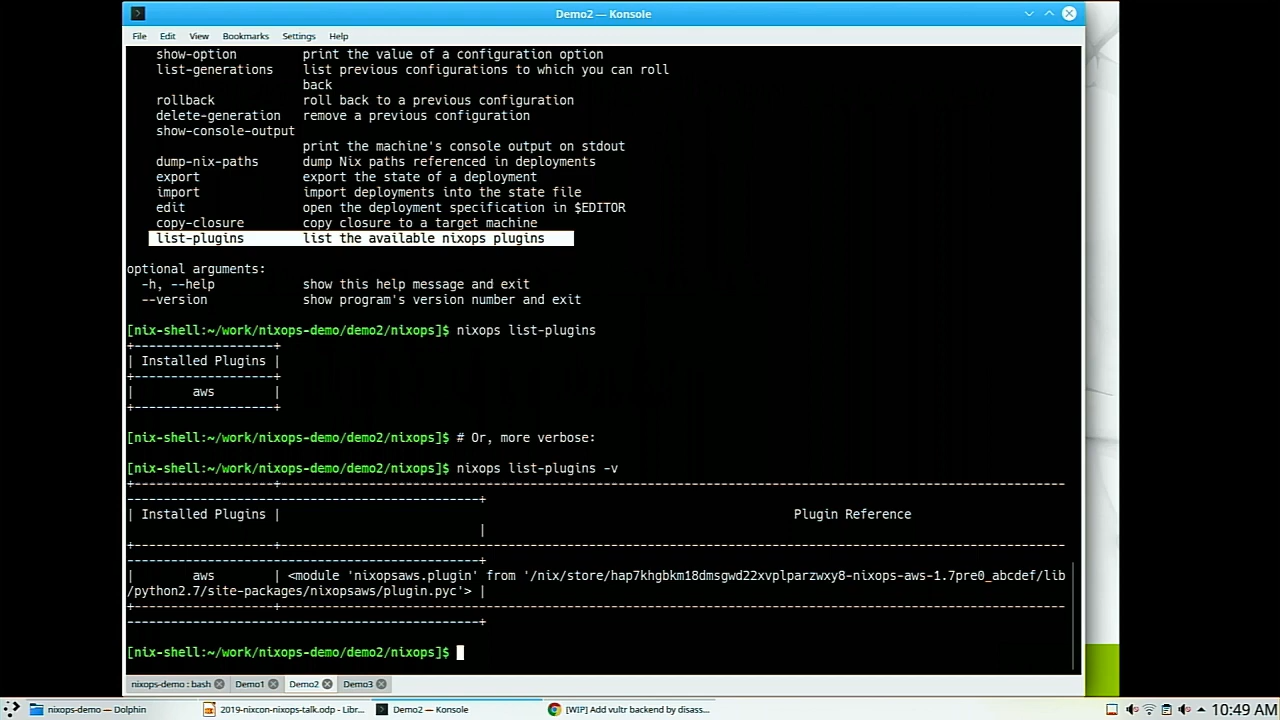 Demo2 — Konsole
File Edit View Bookmarks Settings Help
show-option print the value of a configuration option
list-generations list previous configurations to which you can roll
back
rollback roll back to a previous configuration
delete-generation remove a previous configuration
show-console-output
print the machine's console output on stdout
dump-nix-paths dump Nix paths referenced in deployments
export export the state of a deployment
import import deployments into the state file
edit open the deployment specification in $EDITOR
copy-closure copy closure to a target machine
list-plugins list the available nixops plugins
optional arguments:
-h, --help show this help message and exit
--version show program's version number and exit
[nix-shell:~/work/nixops-demo/demo2/nixops]$ nixops list-plugins
+-------------------+
| Installed Plugins |
+-------------------+
| aws |
+-------------------+
[nix-shell:~/work/nixops-demo/demo2/nixops]$ # Or, more verbose:
[nix-shell:~/work/nixops-demo/demo2/nixops]$ nixops list-plugins -v
| Installed Plugins | Plugin Reference
|
| aws | <module 'nixopsaws.plugin' from '/nix/store/hap7khgbkm18dmsgwd22xvplparzwxy8-nixops-aws-1.7pre0_abcdef/lib
/python2.7/site-packages/nixopsaws/plugin.pyc'> |
[nix-shell:~/work/nixops-demo/demo2/nixops]$
nixops-demo : bash Demo1 Demo2 Demo3
nixops-demo — Dolphin 2019-nixcon-nixops-talk.odp - Libr... Demo2 — Konsole [WIP] Add vultr backend by disass... 10:49 AM